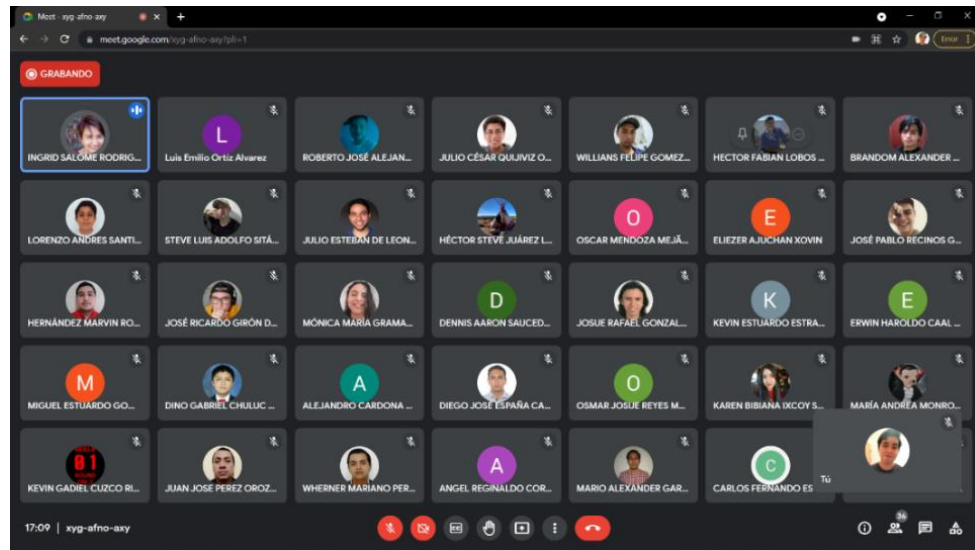 Meet - xyg-afno-axy
meet.google.com/xyg-afno-axy?pli=1
Error
GRABANDO
INGRID SALOME RODRIG...
L
Luis Emilio Ortiz Alvarez
ROBERTO JOSÉ ALEJAN...
JULIO CÉSAR QUIJIVIZ O...
WILLIANS FELIPE GOMEZ...
HECTOR FABIAN LOBOS ...
BRANDOM ALEXANDER ...
LORENZO ANDRES SANTI...
STEVE LUIS ADOLFO SITÁ...
JULIO ESTEBAN DE LEON...
HÉCTOR STEVE JUÁREZ L...
O
OSCAR MENDOZA MEJÃ...
E
ELIEZER AJUCHAN XOVIN
JOSÉ PABLO RECINOS G...
HERNÁNDEZ MARVIN RO...
JOSÉ RICARDO GIRÓN D...
MÓNICA MARÍA GRAMA...
D
DENNIS AARON SAUCED...
JOSUE RAFAEL GONZAL...
K
KEVIN ESTUARDO ESTRA...
E
ERWIN HAROLDO CAAL ...
M
MIGUEL ESTUARDO GO...
DINO GABRIEL CHULUC ...
A
ALEJANDRO CARDONA ...
DIEGO JOSÉ ESPAÑA CA...
O
OSMAR JOSUE REYES M...
KAREN BIBIANA IXCOY S...
MARÍA ANDREA MONRO...
01
KEVIN GADIEL CUZCO RI...
JUAN JOSE PEREZ OROZ...
WHERNER MARIANO PER...
A
ANGEL REGINALDO COR...
MARIO ALEXANDER GAR...
C
CARLOS FERNANDO ES
Tú
17:09 | xyg-afno-axy
36